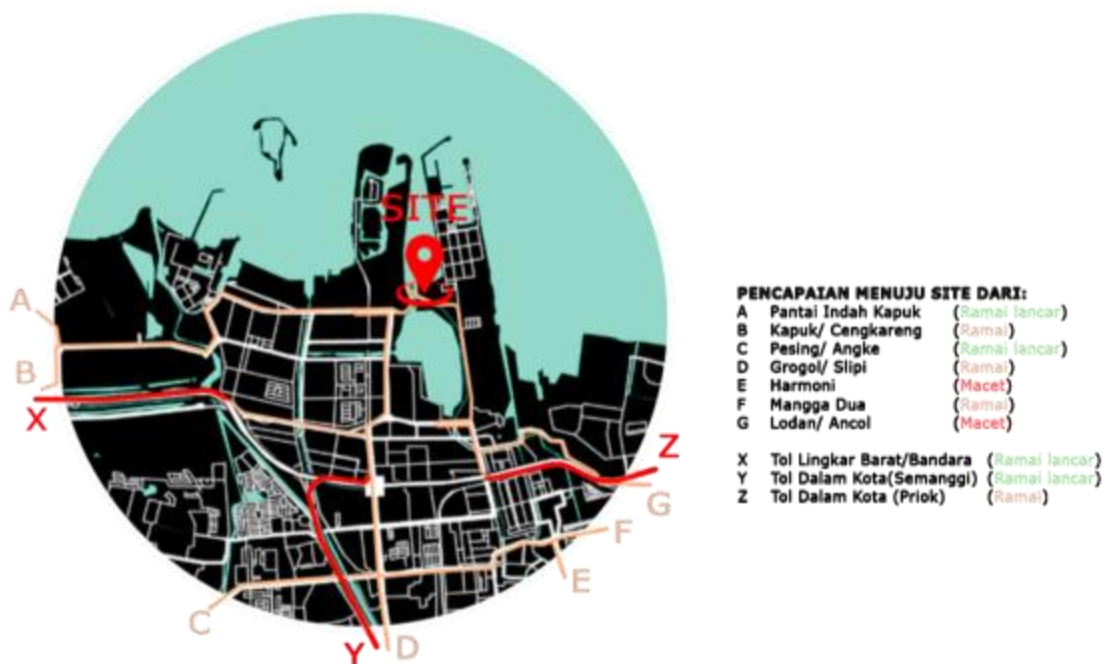 SITE
A
B
X
C
Y
D
E
F
G
Z
PENCAPAIAN MENUJU SITE DARI:
A Pantai Indah Kapuk (Ramai lancar)
B Kapuk/ Cengkareng (Ramai)
C Pesing/ Angke (Ramai lancar)
D Grogol/ Slipi (Ramai)
E Harmoni (Macet)
F Mangga Dua (Ramai)
G Lodan/ Ancol (Macet)
X Tol Lingkar Barat/Bandara (Ramai lancar)
Y Tol Dalam Kota(Semanggi) (Ramai lancar)
Z Tol Dalam Kota (Priok) (Ramai)